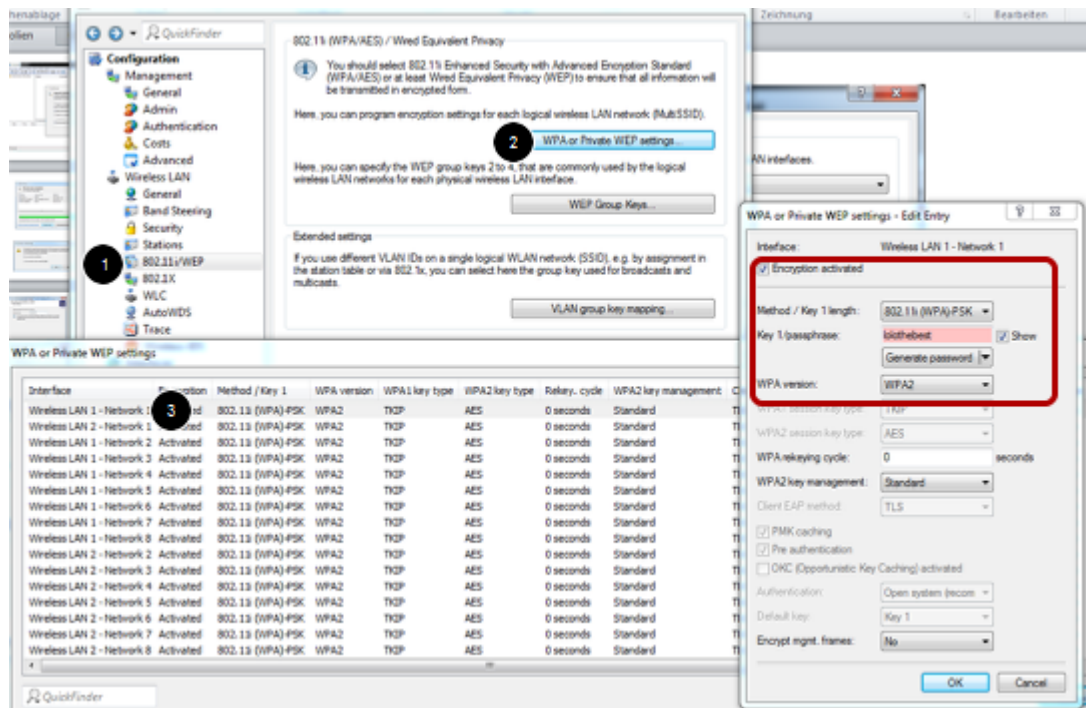 henablage
Zeichnung
Bearbeiten
olien
QuickFinder
Configuration
Management
General
Admin
Authentication
Costs
Advanced
Wireless LAN
General
Band Steering
Security
Stations
1
802.11i/WEP
802.1X
WLC
AutoWDS
Trace
802.11i (WPA/AES) / Wired Equivalent Privacy
You should select 802.11i Enhanced Security with Advanced Encryption Standard
(WPA/AES) or at least Wired Equivalent Privacy (WEP) to ensure that all information will
be transmitted in encrypted form.
Here, you can program encryption settings for each logical wireless LAN network (MultiSSID).
2
WPA or Private WEP settings...
Here, you can specify the WEP group keys 2 to 4, that are commonly used by the logical
wireless LAN networks for each physical wireless LAN interface.
WEP Group Keys...
Extended settings
If you use different VLAN IDs on a single logical WLAN network (SSID), e.g. by assignment in
the station table or via 802.1x, you can select here the group key used for broadcasts and
multicasts.
VLAN group key mapping...
AN interfaces.
WPA or Private WEP settings - Edit Entry
Interface: Wireless LAN 1 - Network 1
Encryption activated
Method / Key 1 length: 802.11i (WPA)-PSK
Key 1/passphrase: lolothebest Show
Generate password
WPA version: WPA2
WPA1 session key type: TKIP
WPA2 session key type: AES
WPA rekeying cycle: 0 seconds
WPA2 key management: Standard
Client EAP method: TLS
PMK caching
Pre authentication
OKC (Opportunistic Key Caching) activated
Authentication: Open system (recom
Default key: Key 1
Encrypt mgmt. frames: No
OK Cancel
WPA or Private WEP settings
Interface Method / Key 1 WPA version WPA1 key type WPA2 key type Rekey. cycle WPA2 key management
3
Wireless LAN 1 - Network 802.11i (WPA)-PSK WPA2 TKIP AES 0 seconds Standard
Wireless LAN 2 - Network 1 Activated 802.11i (WPA)-PSK WPA2 TKIP AES 0 seconds Standard
Wireless LAN 1 - Network 2 Activated 802.11i (WPA)-PSK WPA2 TKIP AES 0 seconds Standard
Wireless LAN 1 - Network 3 Activated 802.11i (WPA)-PSK WPA2 TKIP AES 0 seconds Standard
Wireless LAN 1 - Network 4 Activated 802.11i (WPA)-PSK WPA2 TKIP AES 0 seconds Standard
Wireless LAN 1 - Network 5 Activated 802.11i (WPA)-PSK WPA2 TKIP AES 0 seconds Standard
Wireless LAN 1 - Network 6 Activated 802.11i (WPA)-PSK WPA2 TKIP AES 0 seconds Standard
Wireless LAN 1 - Network 7 Activated 802.11i (WPA)-PSK WPA2 TKIP AES 0 seconds Standard
Wireless LAN 1 - Network 8 Activated 802.11i (WPA)-PSK WPA2 TKIP AES 0 seconds Standard
Wireless LAN 2 - Network 2 Activated 802.11i (WPA)-PSK WPA2 TKIP AES 0 seconds Standard
Wireless LAN 2 - Network 3 Activated 802.11i (WPA)-PSK WPA2 TKIP AES 0 seconds Standard
Wireless LAN 2 - Network 4 Activated 802.11i (WPA)-PSK WPA2 TKIP AES 0 seconds Standard
Wireless LAN 2 - Network 5 Activated 802.11i (WPA)-PSK WPA2 TKIP AES 0 seconds Standard
Wireless LAN 2 - Network 6 Activated 802.11i (WPA)-PSK WPA2 TKIP AES 0 seconds Standard
Wireless LAN 2 - Network 7 Activated 802.11i (WPA)-PSK WPA2 TKIP AES 0 seconds Standard
Wireless LAN 2 - Network 8 Activated 802.11i (WPA)-PSK WPA2 TKIP AES 0 seconds Standard
QuickFinder